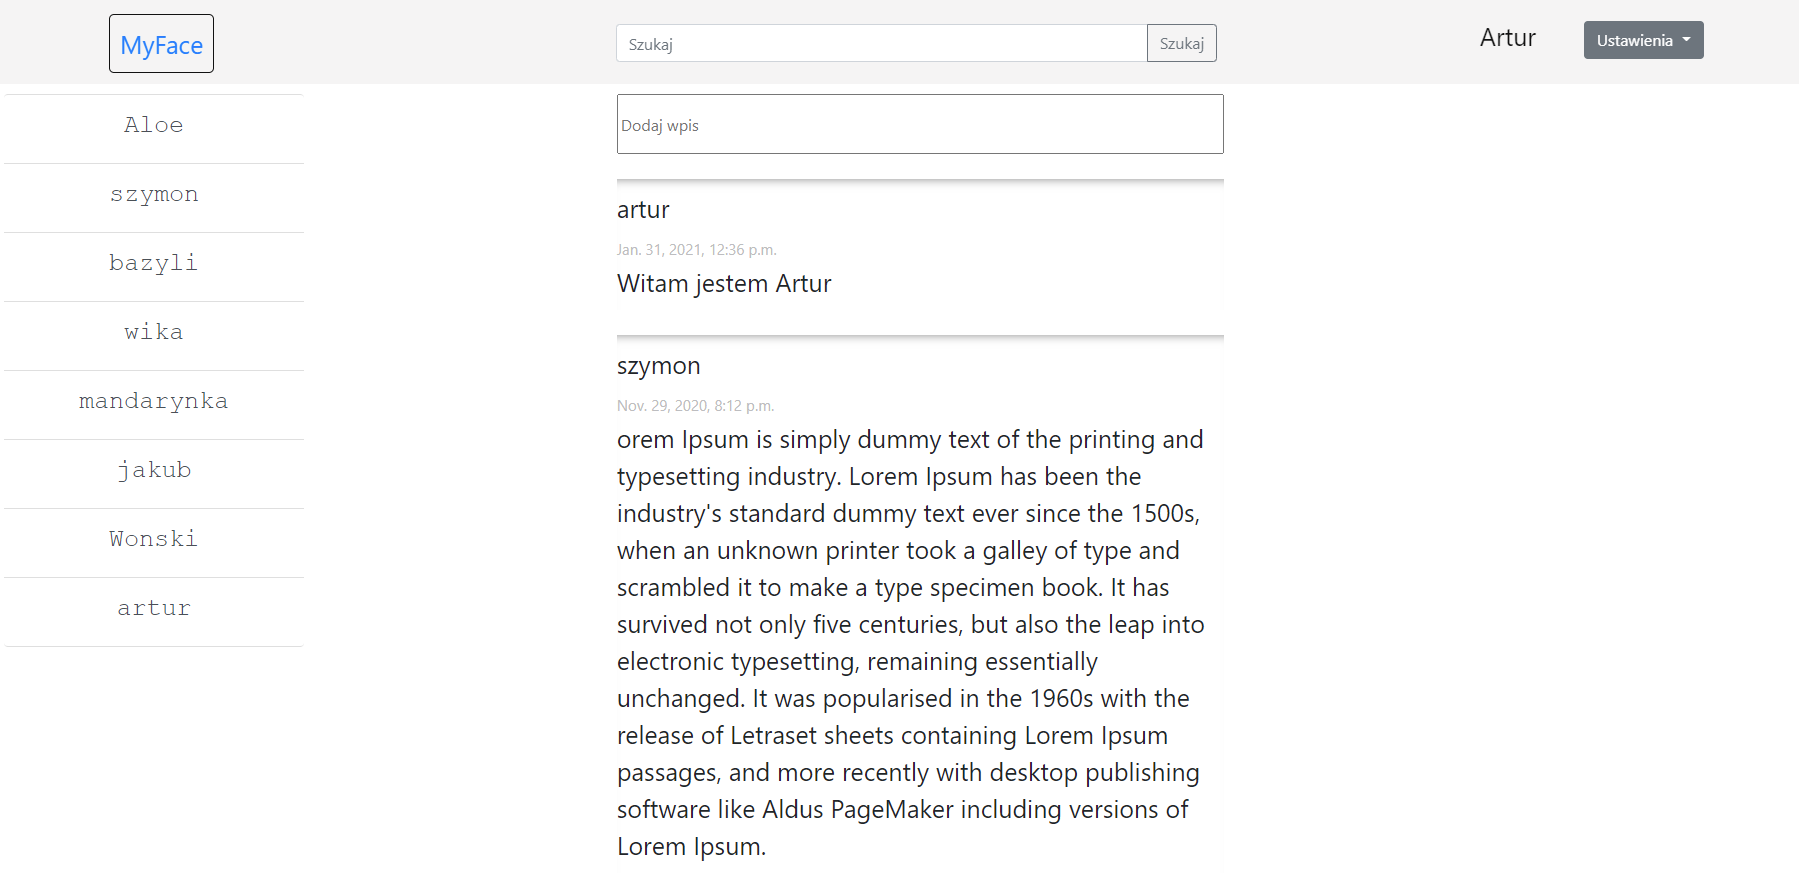 MyFace
Szukaj
Szukaj
Artur
Ustawienia
Aloe
szymon
bazyli
wika
mandarynka
jakub
Wonski
artur
Dodaj wpis
artur
Jan. 31, 2021, 12:36 p.m.
Witam jestem Artur
szymon
Nov. 29, 2020, 8:12 p.m.
orem Ipsum is simply dummy text of the printing and
typesetting industry. Lorem Ipsum has been the
industry's standard dummy text ever since the 1500s,
when an unknown printer took a galley of type and
scrambled it to make a type specimen book. It has
survived not only five centuries, but also the leap into
electronic typesetting, remaining essentially
unchanged. It was popularised in the 1960s with the
release of Letraset sheets containing Lorem Ipsum
passages, and more recently with desktop publishing
software like Aldus PageMaker including versions of
Lorem Ipsum.